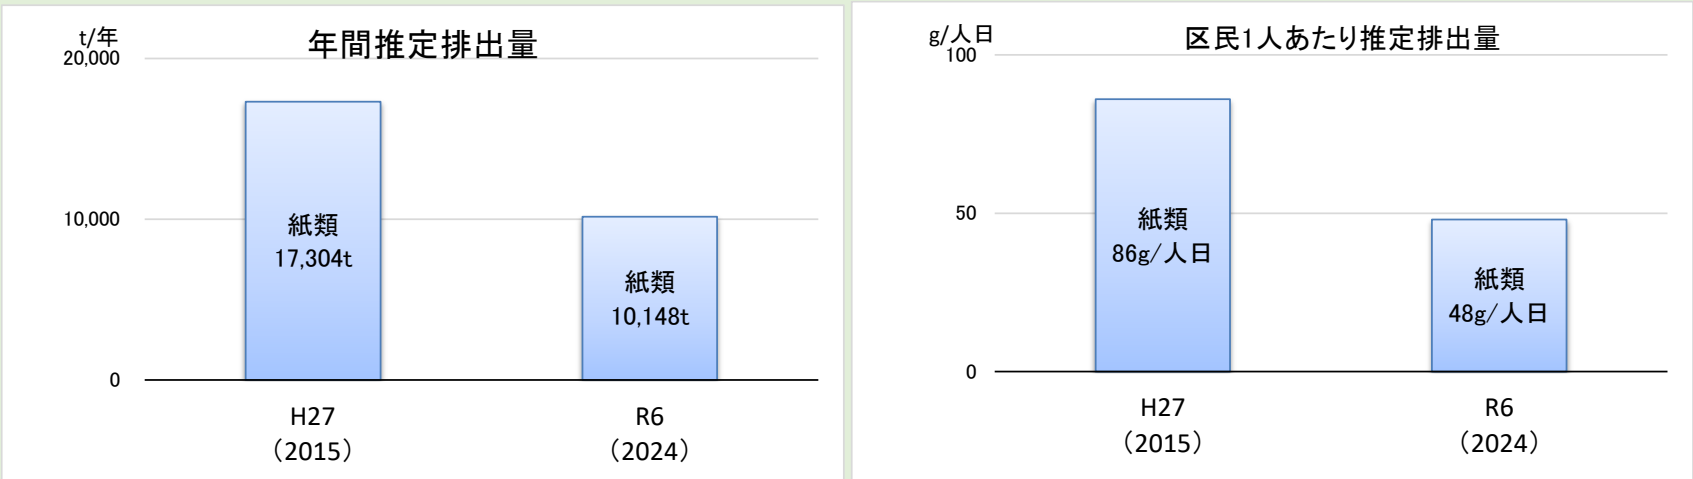 年間推定排出量
t/年
20,000
10,000
0
紙類
17,304t
紙類
10,148t
H27
（2015）
R6
（2024）
区民1人あたり推定排出量
g/人日
100
50
0
紙類
86g/人日
紙類
48g/人日
H27
（2015）
R6
（2024）